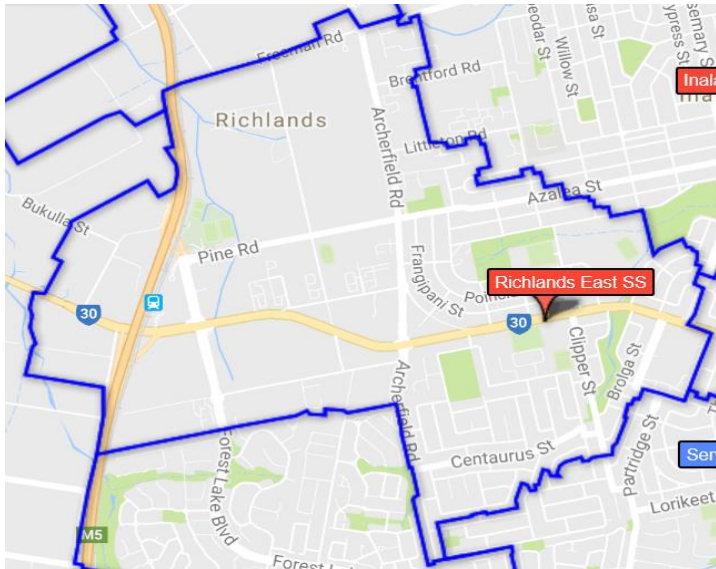 Freeman Rd
Brentford Rd
Willow St
Richlands
Archerfield Rd
Littleton Rd
Azalea St
Bukulla St
Pine Rd
Frangipani St
Richlands East SS
30
30
Clipper St
Brolga St
Archerfield Rd
Centaurus St
Partridge St
Forest Lake Blvd
Lorikeet
M5
Forest